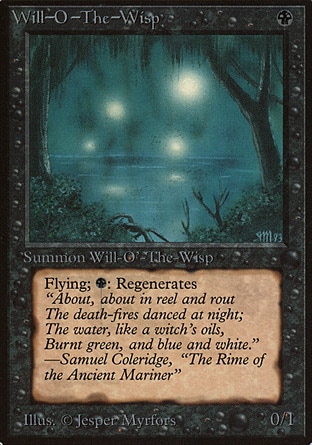 Will-O-The-Wisp
Summon Will-O'-The-Wisp
Flying; : Regenerates
"About, about in reel and rout
The death-fires danced at night;
The water, like a witch's oils,
Burnt green, and blue and white."
—Samuel Coleridge, "The Rime of
the Ancient Mariner"
Illus. © Jesper Myrfors
0/1